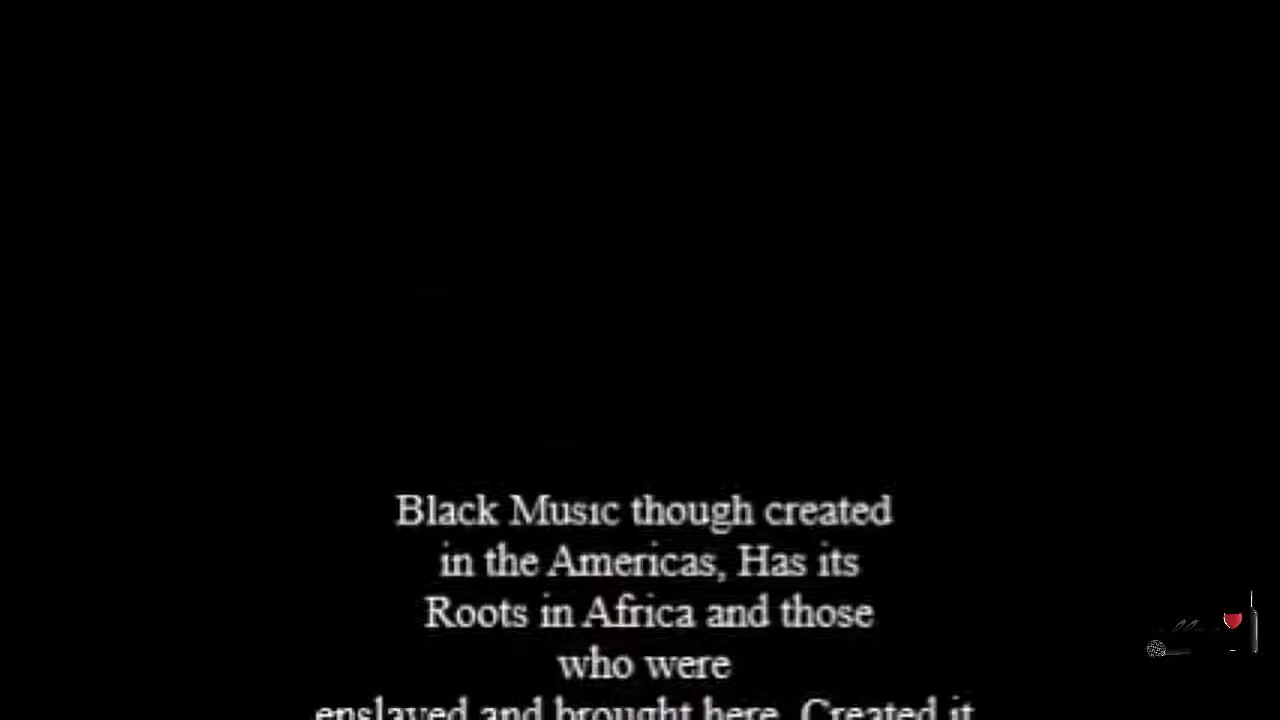 Black Music though created
in the Americas, Has its
Roots in Africa and those
who were
enslaved and brought here. Created it